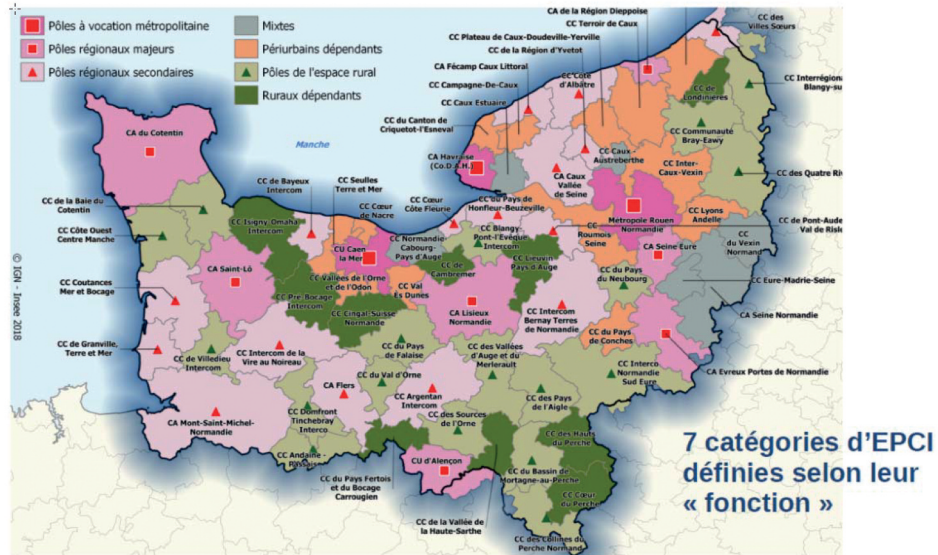 Pôles à vocation métropolitaine
Pôles régionaux majeurs
Pôles régionaux secondaires
Mixtes
Périurbains dépendants
Pôles de l'espace rural
Ruraux dépendants
CA de la Région Dieppoise
CC Terroir de Caux
CC Plateau de Caux-Doudeville-Yerville
CC de la Région d'Yvetot
CA Fécamp Caux Littoral
CC Campagne-De-Caux
CC Caux Estuaire
CC du Canton de
Criquetot-l'Esneval
CC Côte
d'Albâtre
CC des
Villes Sœurs
CC Interrégiona
Blangy-su
CC de
Londinières
CC Communauté
Bray-Eawy
CC des Quatre Riv
CA Havraise
(Co.D.A.H.)
CC Caux -
Austreberthe
CC Inter-
Caux-Vexin
CA Caux
Vallée
de Seine
Métropole Rouen
Normandie
CC Lyons
Andelle
CC de Pont-Aude
Val de Risle
CC
Roumois
Seine
CA Seine Eure
CC
du Vexin
Normand
CC Eure-Madrie-Seine
CA Seine Normandie
CC du Pays
du Neubourg
CC du Pays
de Conches
CA Evreux Portes de Normandie
CC Interco
Normandie
Sud Eure
Manche
CA du Cotentin
CC de la Baie du
Cotentin
CC Côte Ouest
Centre Manche
CC Coutances
Mer et Bocage
CC de Granville,
Terre et Mer
CC de Bayeux
Intercom
CC Seulles
Terre et Mer
CC Cœur
de Nacre
CC Cœur
Côte Fleurie
CC du Pays de
Honfleur-Beuzeville
CC Isigny-Omaha
Intercom
CU Caen
la Mer
CC Normandie-
Cabourg-
Pays d'Auge
CC Blangy
Pont-l'Evêque
Intercom
CC de
Cambremer
CC Lieuvin
Pays d'Auge
CA Saint-Lô
CC Vallées de l'Orne
et de l'Odon
CC Val
Es Dunes
CC Pré-Bocage
Intercom
CC Cingal-Suisse
Normande
CA Lisieux
Normandie
CC Intercom
Bernay Terres
de Normandie
CC de Villedieu
Intercom
CC Intercom de la
Vire au Noireau
CC du Pays
de Falaise
CC des Vallées
d'Auge et du
Merlerault
CA Flers
CC du Val d'Orne
CC Argentan
Intercom
CC des Pays
de l'Aigle
CA Mont-Saint-Michel-
Normandie
CC Domfront
Tinchebray
Interco
CC des Sources
de l'Orne
CC Andaine -
Passais
CC du Pays Fertois
et du Bocage
Carrougien
CU d'Alençon
CC de la Vallée de
la Haute-Sarthe
CC du Bassin de
Mortagne-au-Perche
CC des Hauts
du Perche
CC Cœur
du Perche
CC des Collines du
Perche Normand
© IGN - Insee 2018
7 catégories d'EPCI
définies selon leur
« fonction »